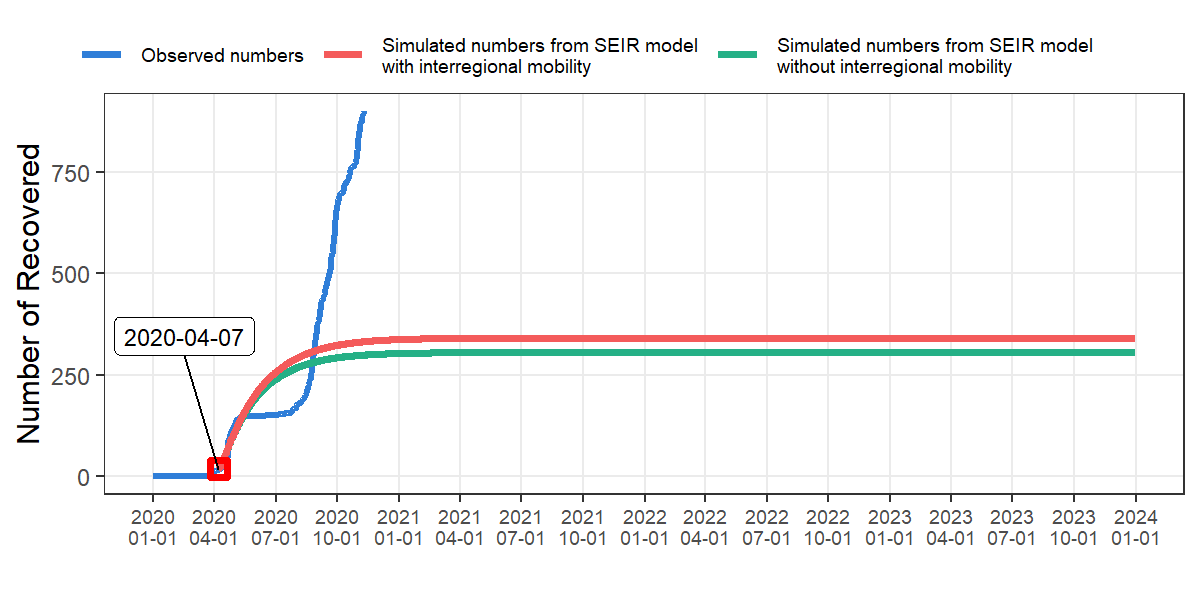 Observed numbers
Simulated numbers from SEIR model
with interregional mobility
Simulated numbers from SEIR model
without interregional mobility
Number of Recovered
750
500
250
0
2020-04-07
2020 2020 2020 2020 2021 2021 2021 2021 2022 2022 2022 2022 2023 2023 2023 2023 2024
01-01 04-01 07-01 10-01 01-01 04-01 07-01 10-01 01-01 04-01 07-01 10-01 01-01 04-01 07-01 10-01 01-01